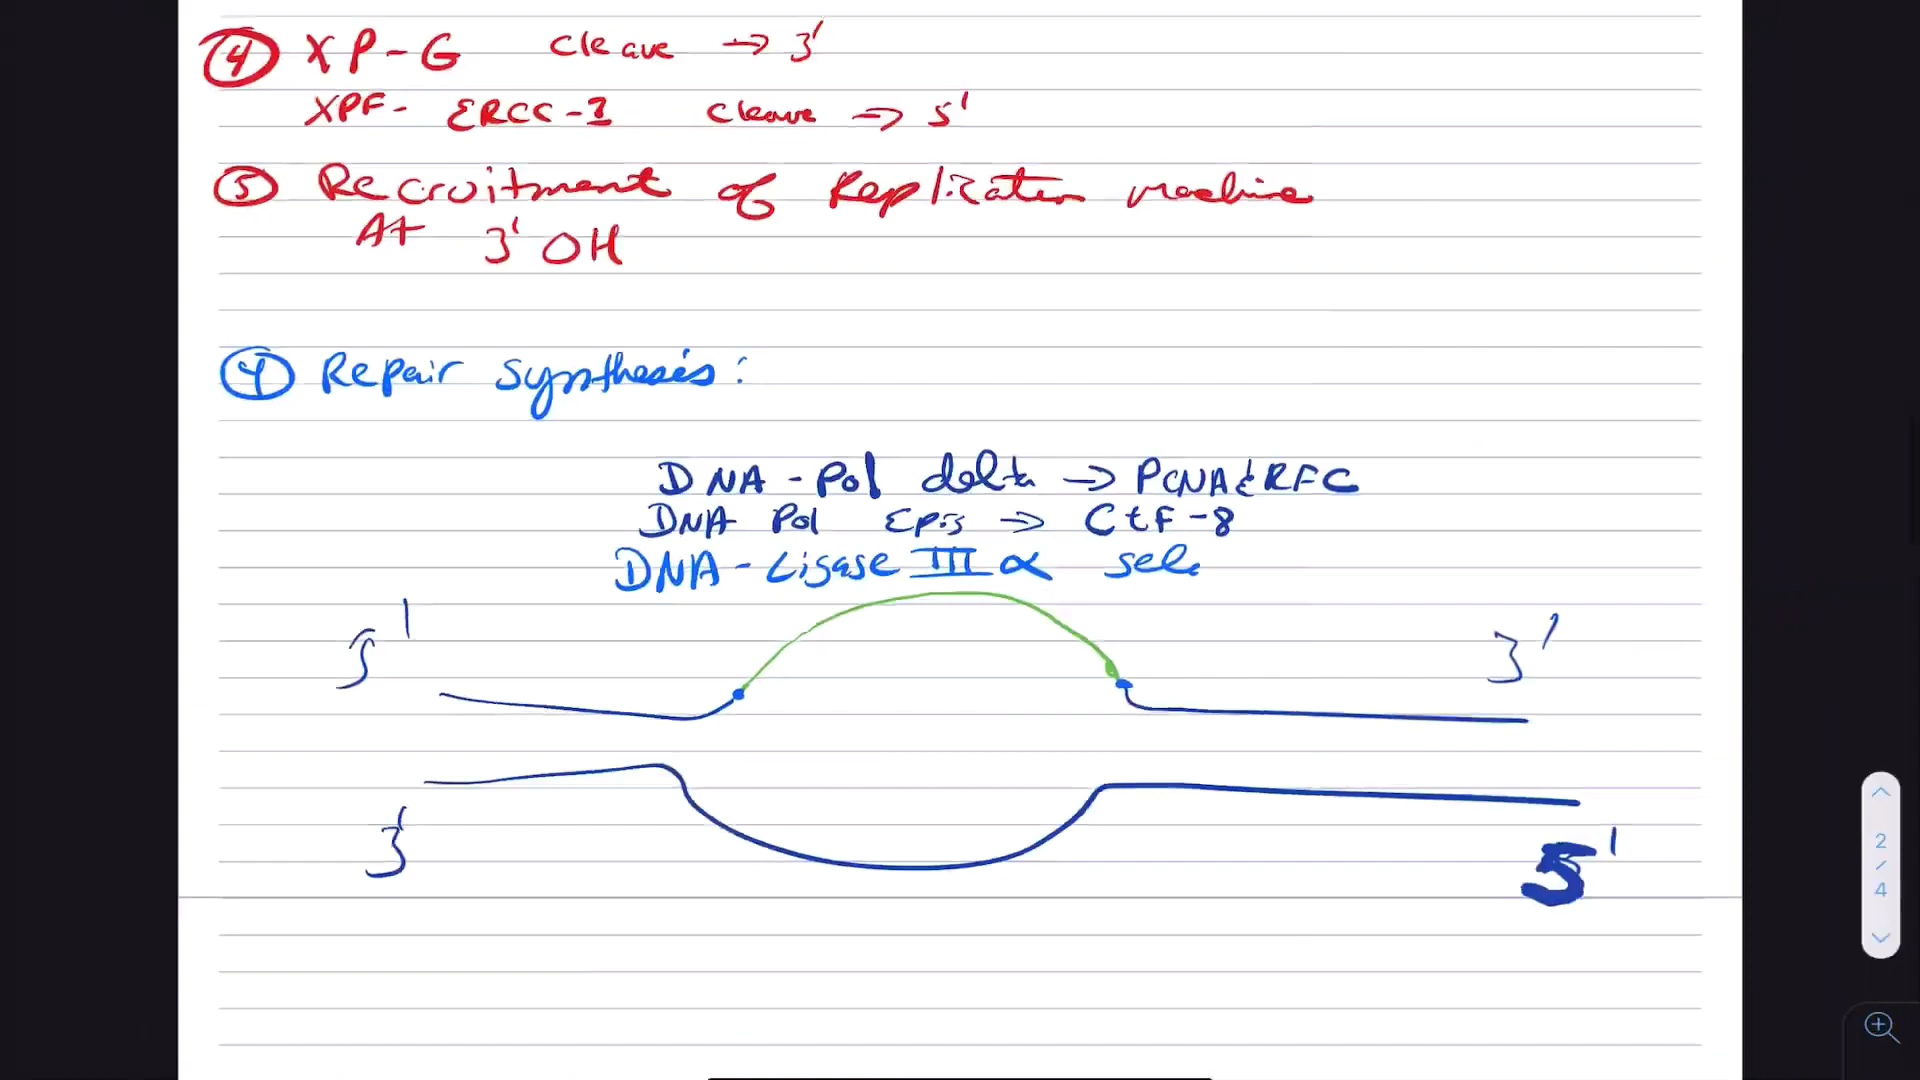 ④ XP-G cleave → 3'
XPF- ERCC-1 cleave → 5'
⑤ Recruitment of Replication machine
At 3' OH
④ Repair synthesis:
DNA-Pol delta → PCNA & RFC
DNA Pol Epis → CtF-8
DNA-Ligase III α sele
5' 3'
3' 5'
2
/
4